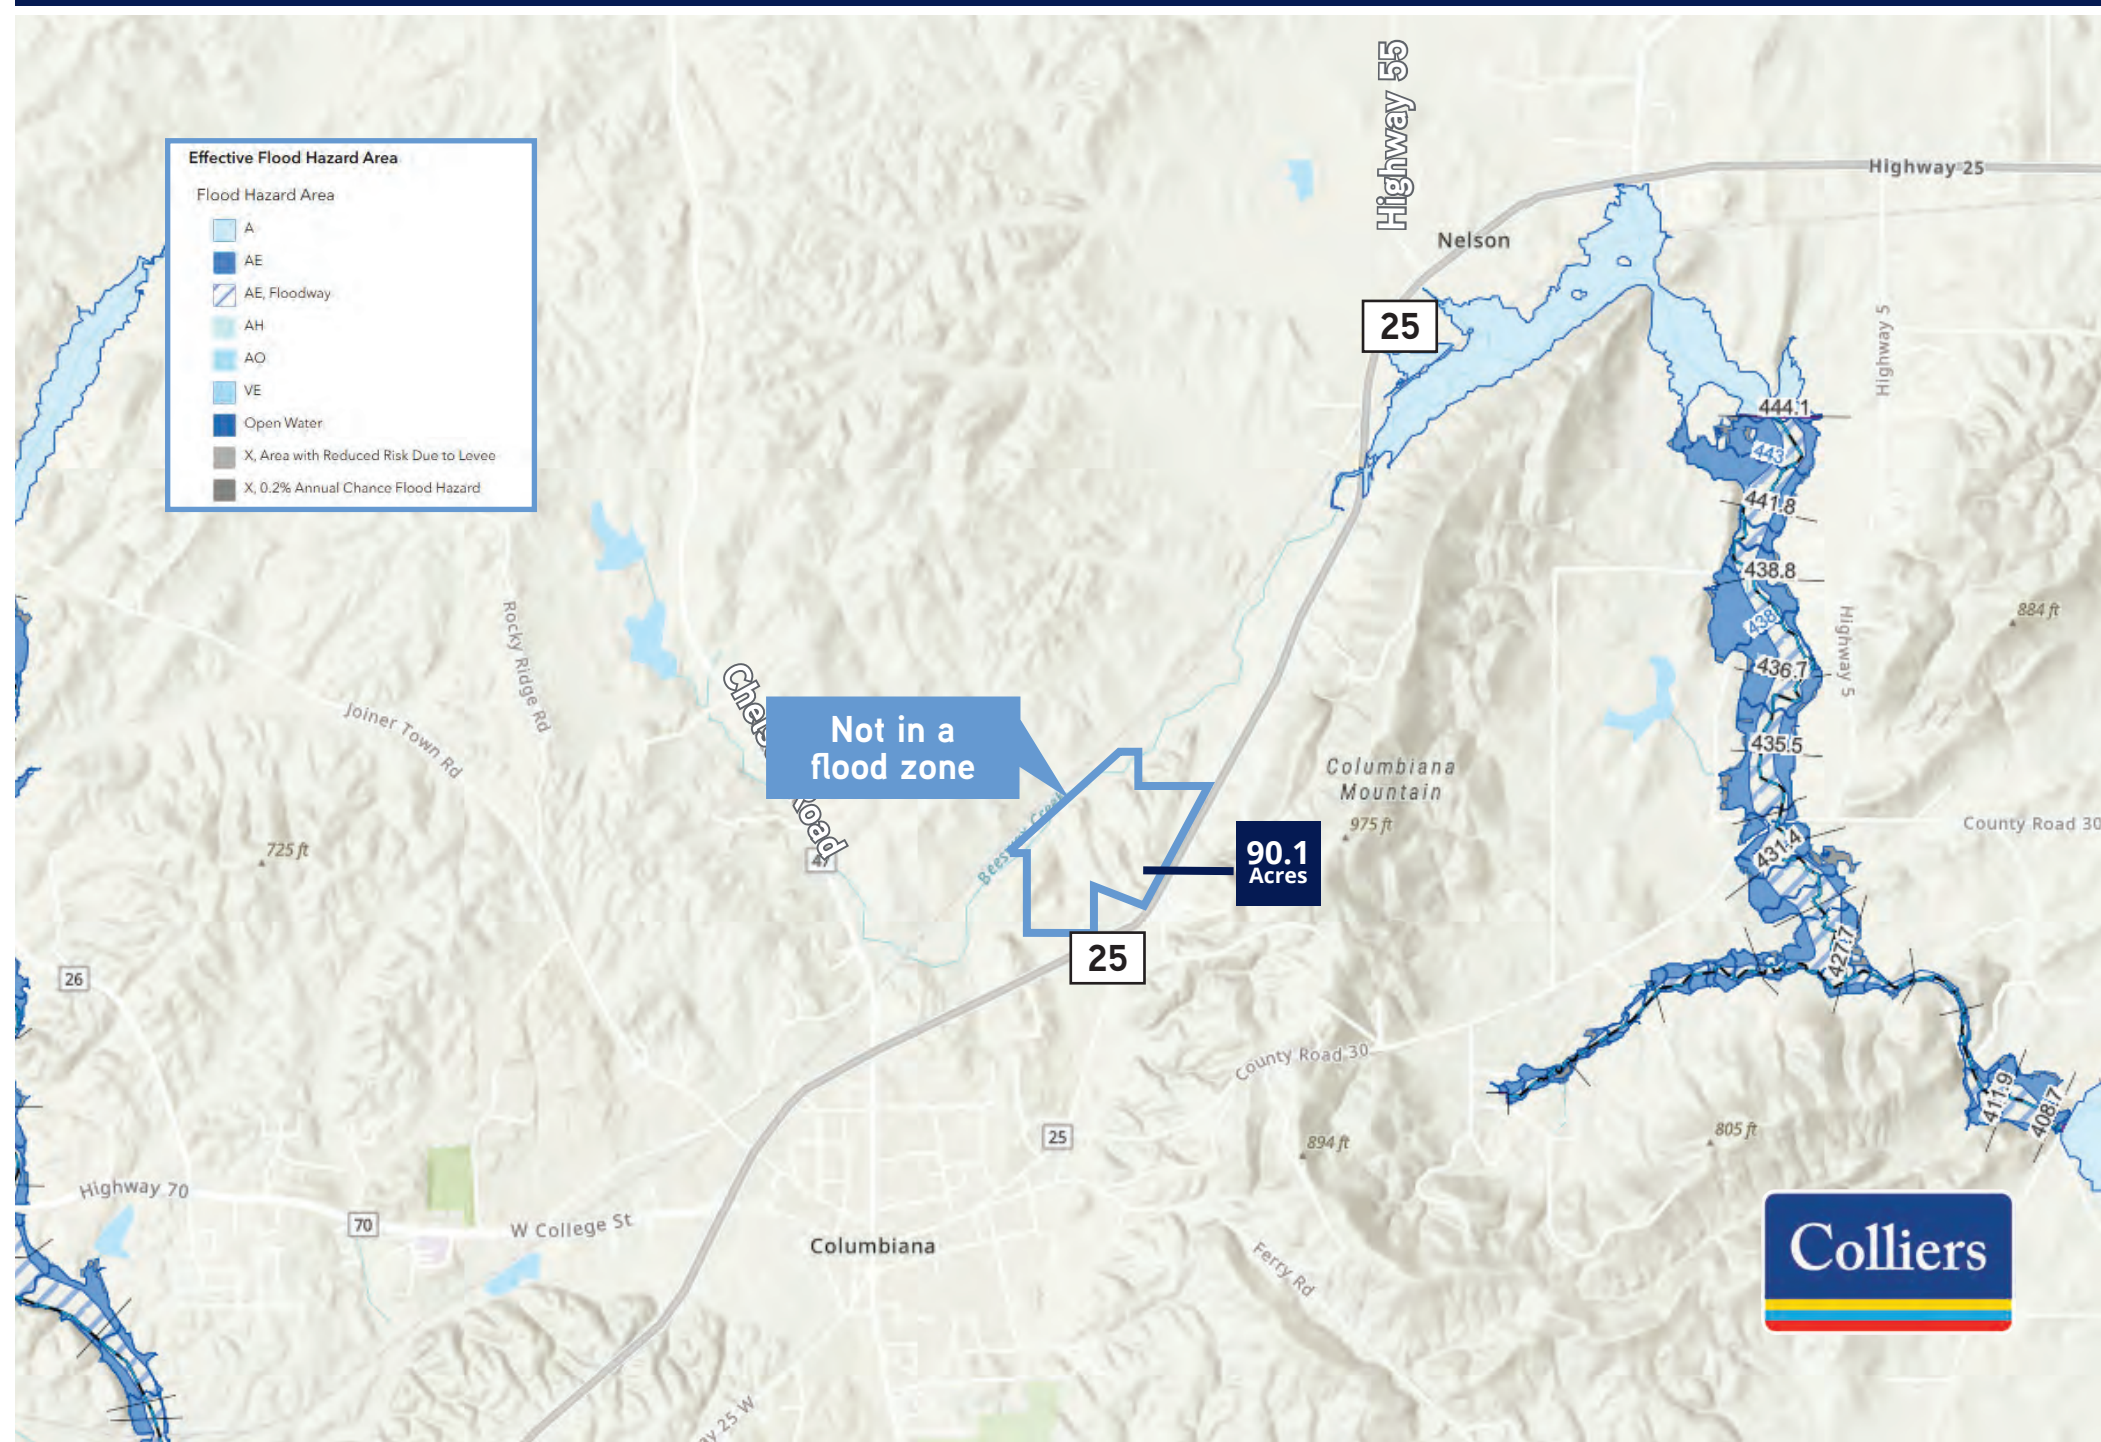 Highway 55
Effective Flood Hazard Area
Flood Hazard Area
A
AE
AE, Floodway
AH
AO
VE
Open Water
X, Area with Reduced Risk Due to Levee
X, 0.2% Annual Chance Flood Hazard
Highway 25
Nelson
25
Highway 5
444.1
443
441.8
438.8
438
436.7
435.5
431.4
427.7
411.9
408.7
Highway 5
884 ft
Rocky Ridge Rd
Joiner Town Rd
Road
Not in a
flood zone
Columbiana
Mountain
975 ft
County Road 30
725 ft
47
90.1
Acres
25
26
County Road 30
25
894 ft
805 ft
Highway 70
70
W College St
Columbiana
Ferry Rd
Colliers
25 W